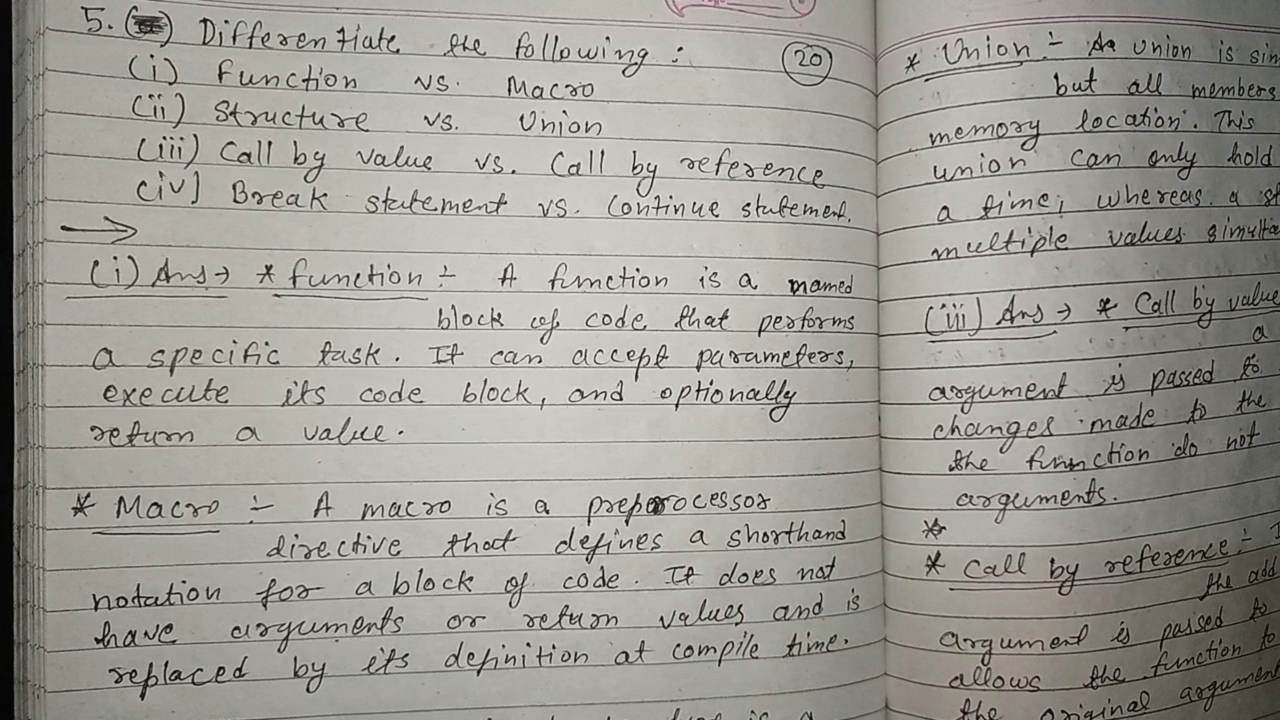 5. Differentiate the following : (20)
(i) Function vs. Macro
(ii) Structure vs. Union
(iii) Call by value vs. Call by reference
(iv) Break statement vs. Continue statement.
(i) Ans → * function :- A function is a named
block of code that performs
a specific task. It can accept parameters,
execute its code block, and optionally
return a value.
* Macro :- A macro is a preprocessor
directive that defines a shorthand
notation for a block of code. It does not
have arguments or return values and is
replaced by its definition at compile time.
is a
* Union :- union is
but all members
memory location. This
union can only hold
a time, whereas a
multiple values
(iii) Ans → * Call by value
a
argument is passed to
changes made to the
the function do not
arguments.
*
* Call by reference :-
the
argument is passed to
allows the function to
the original